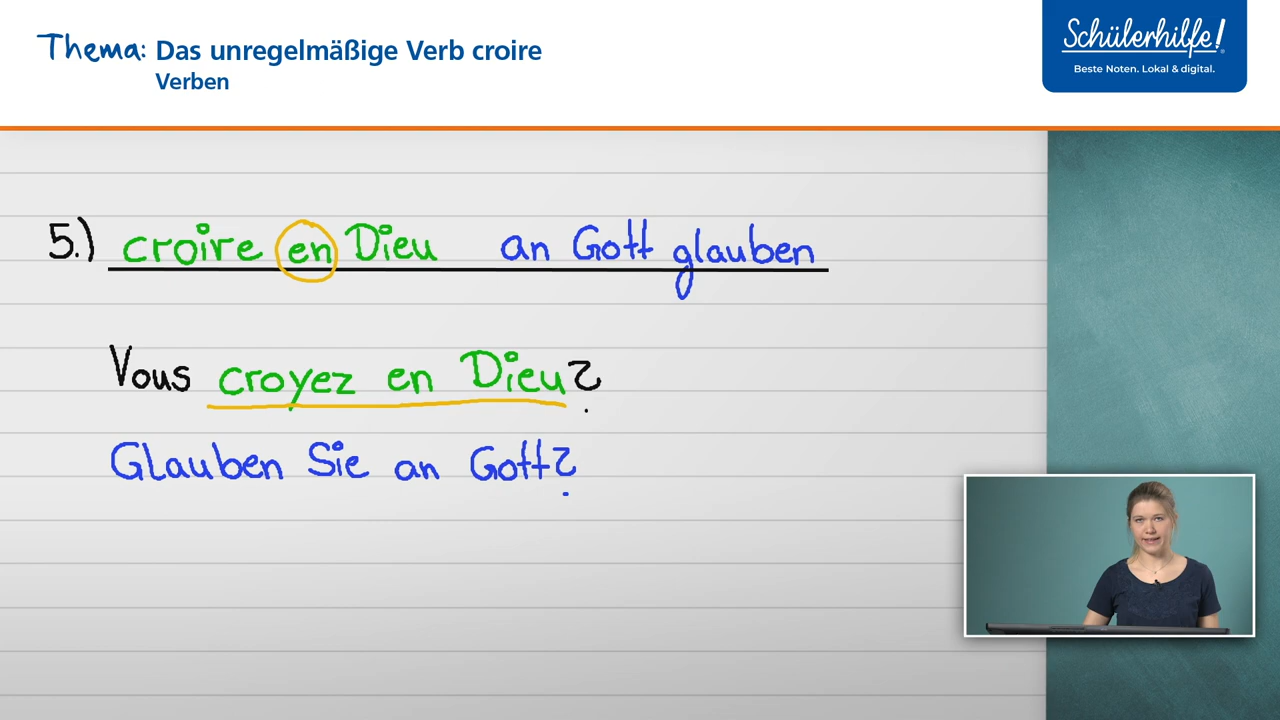 Thema: Das unregelmäßige Verb croire
Verben
Schülerhilfe!
Beste Noten. Lokal & digital.
5.) croire en Dieu an Gott glauben
Vous croyez en Dieu?
Glauben Sie an Gott?